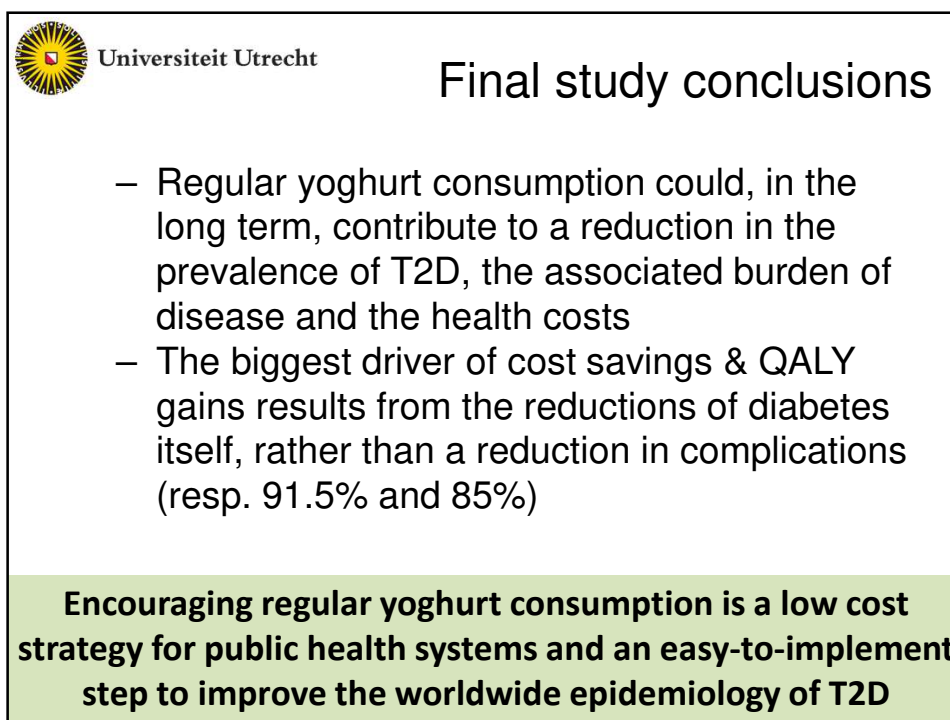 Universiteit Utrecht
Final study conclusions
– Regular yoghurt consumption could, in the
long term, contribute to a reduction in the
prevalence of T2D, the associated burden of
disease and the health costs
– The biggest driver of cost savings & QALY
gains results from the reductions of diabetes
itself, rather than a reduction in complications
(resp. 91.5% and 85%)
Encouraging regular yoghurt consumption is a low cost
strategy for public health systems and an easy-to-implement
step to improve the worldwide epidemiology of T2D